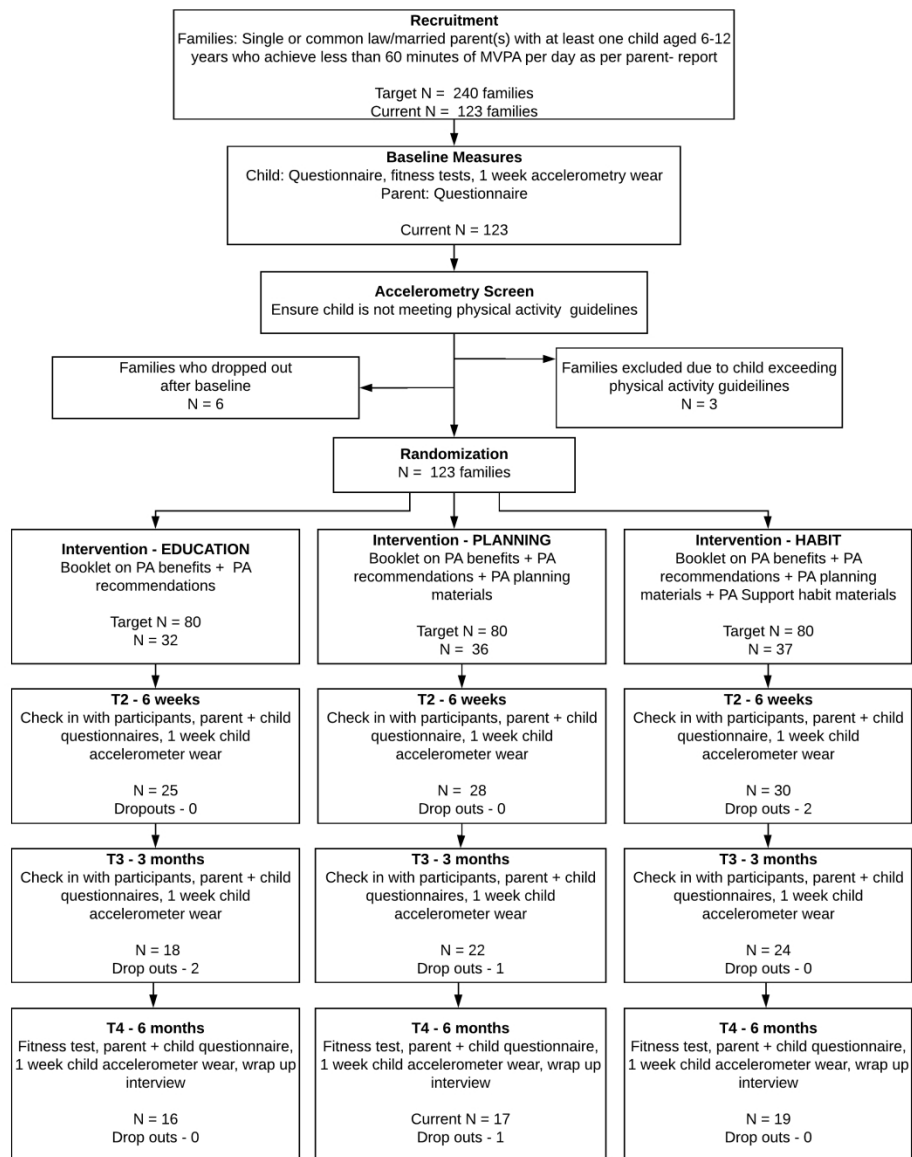 Recruitment
Families: Single or common law/married parent(s) with at least one child aged 6-12
years who achieve less than 60 minutes of MVPA per day as per parent- report
Target N = 240 families
Current N = 123 families
Baseline Measures
Child: Questionnaire, fitness tests, 1 week accelerometry wear
Parent: Questionnaire
Current N = 123
Accelerometry Screen
Ensure child is not meeting physical activity guidelines
Families who dropped out
after baseline
N = 6
Families excluded due to child exceeding
physical activity guideilines
N = 3
Randomization
N = 123 families
Intervention - EDUCATION
Booklet on PA benefits + PA
recommendations
Target N = 80
N = 32
Intervention - PLANNING
Booklet on PA benefits + PA
recommendations + PA planning
materials
Target N = 80
N = 36
Intervention - HABIT
Booklet on PA benefits + PA
recommendations + PA planning
materials + PA Support habit materials
Target N = 80
N = 37
T2 - 6 weeks
Check in with participants, parent + child
questionnaires, 1 week child
accelerometer wear
N = 25
Dropouts - 0
T2 - 6 weeks
Check in with participants, parent + child
questionnaire, 1 week child
accelerometer wear
N = 28
Drop outs - 0
T2 - 6 weeks
Check in with participants, parent + child
questionnaire, 1 week child
accelerometer wear
N = 30
Drop outs - 2
T3 - 3 months
Check in with participants, parent + child
questionnaires, 1 week child
accelerometer wear
N = 18
Drop outs - 2
T3 - 3 months
Check in with participants, parent + child
questionnaires, 1 week child
accelerometer wear
N = 22
Drop outs - 1
T3 - 3 months
Check in with participants, parent + child
questionnaires, 1 week child
accelerometer wear
N = 24
Drop outs - 0
T4 - 6 months
Fitness test, parent + child questionnaire,
1 week child accelerometer wear, wrap up
interview
N = 16
Drop outs - 0
T4 - 6 months
Fitness test, parent + child questionnaire,
1 week child accelerometer wear, wrap up
interview
Current N = 17
Drop outs - 1
T4 - 6 months
Fitness test, parent + child questionnaire,
1 week child accelerometer wear, wrap up
interview
N = 19
Drop outs - 0